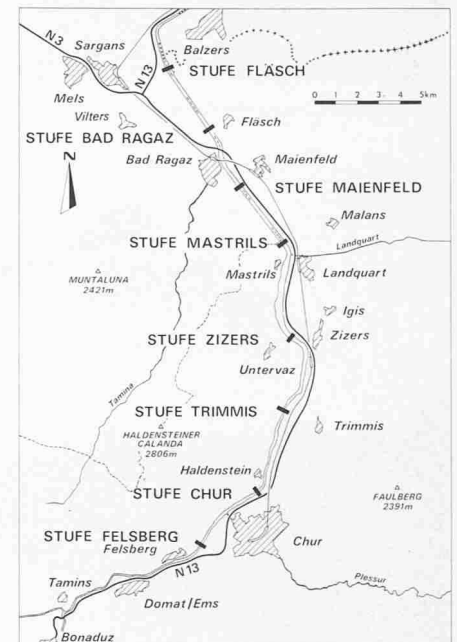 N3
Sargans
N13
Balzers
STUFE FLÄSCH
0 1 2 3 4 5km
Mels
Vilters
Fläsch
STUFE BAD RAGAZ
N
Bad Ragaz
Maienfeld
STUFE MAIENFELD
Malans
STUFE MASTRILS
Landquart
Mastrils
Landquart
MUNTALUNA
2421m
Igis
STUFE ZIZERS
Zizers
Untervaz
Tamina
STUFE TRIMMIS
Trimmis
HALDENSTEINER
CALANDA
2806m
Haldenstein
STUFE CHUR
FAULBERG
2391m
STUFE FELSBERG
Felsberg
Chur
N13
Tamins
Plessur
Domat/Ems
Bonaduz